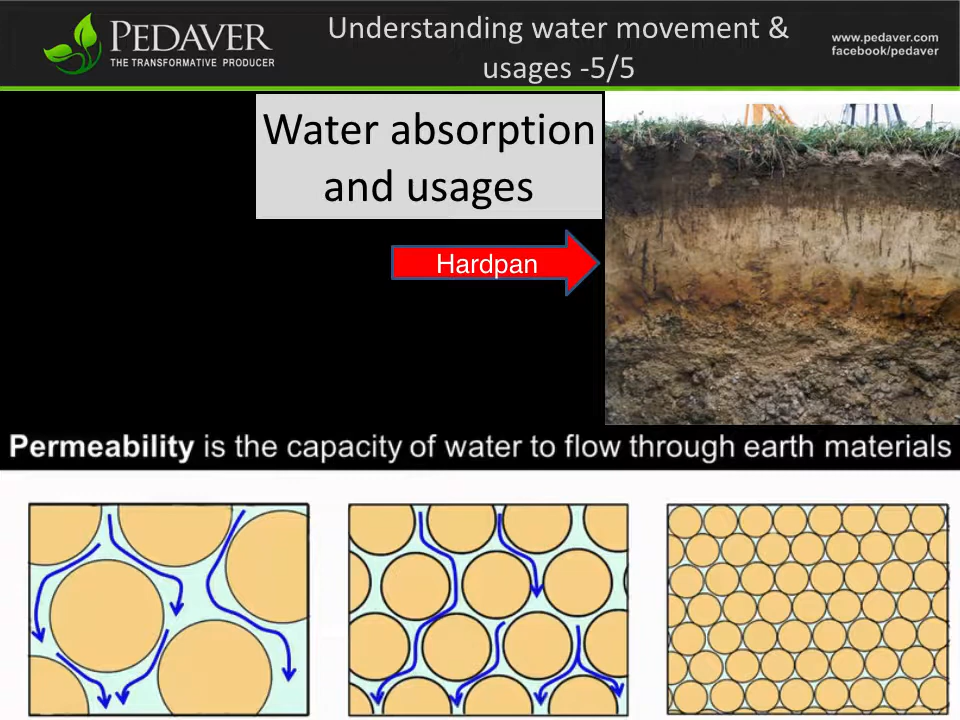 PEDAVER
THE TRANSFORMATIVE PRODUCER
Understanding water movement &
usages -5/5
www.pedaver.com
facebook/pedaver
Water absorption
and usages
Hardpan
Permeability is the capacity of water to flow through earth materials